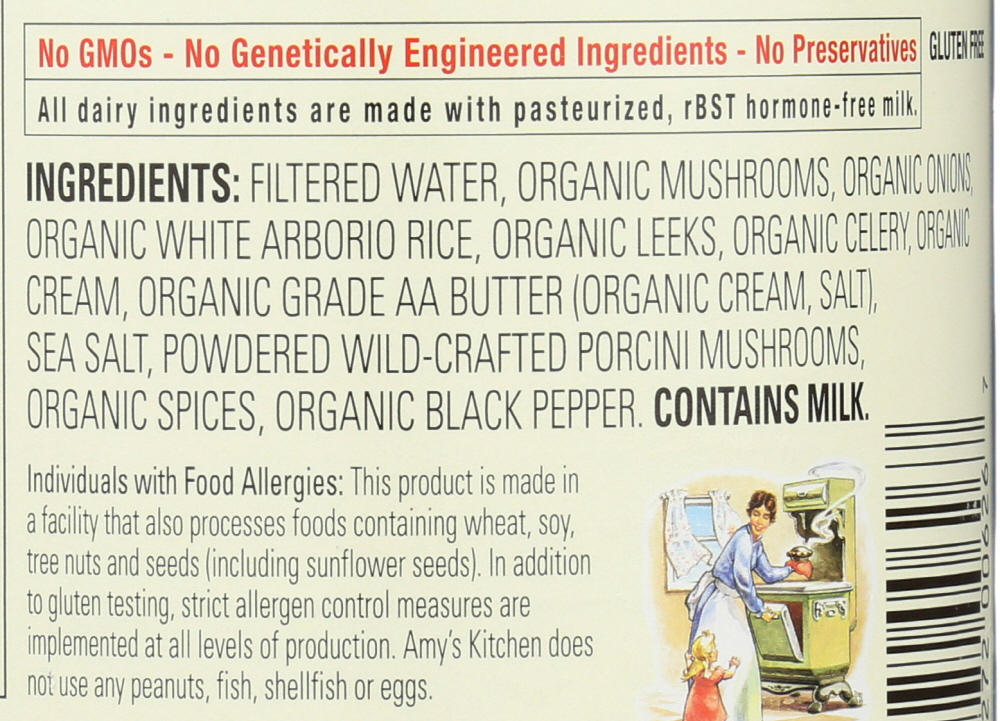 No GMOs - No Genetically Engineered Ingredients - No Preservatives GLUTEN FREE
All dairy ingredients are made with pasteurized, rBST hormone-free milk.
INGREDIENTS: FILTERED WATER, ORGANIC MUSHROOMS, ORGANIC ONIONS,
ORGANIC WHITE ARBORIO RICE, ORGANIC LEEKS, ORGANIC CELERY, ORGANIC
CREAM, ORGANIC GRADE AA BUTTER (ORGANIC CREAM, SALT),
SEA SALT, POWDERED WILD-CRAFTED PORCINI MUSHROOMS,
ORGANIC SPICES, ORGANIC BLACK PEPPER. CONTAINS MILK.
Individuals with Food Allergies: This product is made in
a facility that also processes foods containing wheat, soy,
tree nuts and seeds (including sunflower seeds). In addition
to gluten testing, strict allergen control measures are
implemented at all levels of production. Amy's Kitchen does
not use any peanuts, fish, shellfish or eggs.